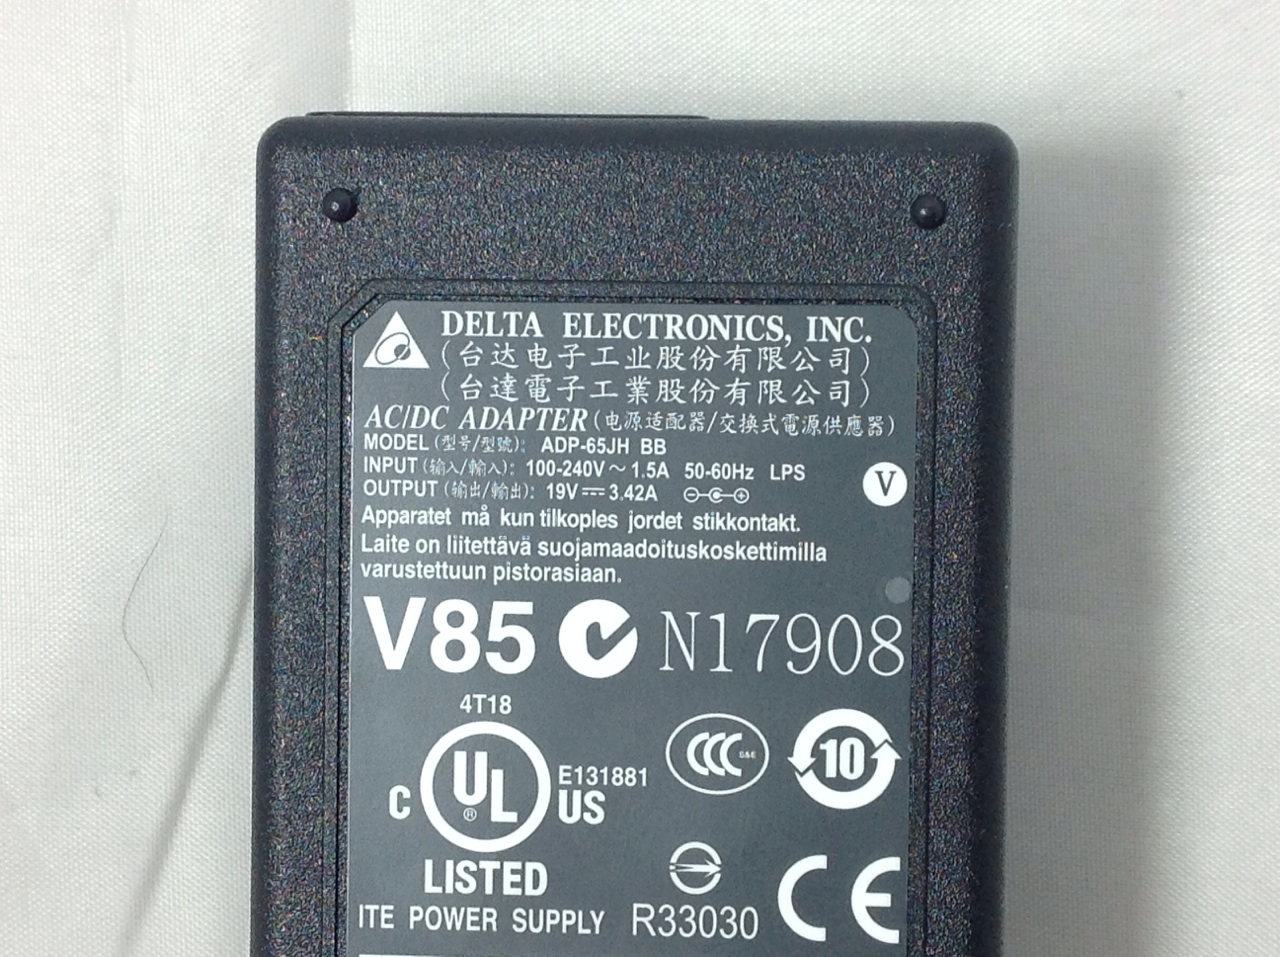 DELTA ELECTRONICS, INC.
(台达电子工业股份有限公司)
(台達電子工業股份有限公司)
AC/DC ADAPTER (电源适配器/交換式電源供應器)
MODEL (型号/型號): ADP-65JH BB
INPUT (输入/輸入): 100-240V ~ 1.5A 50-60Hz LPS
OUTPUT (输出/輸出): 19V ⎓ 3.42A
V
Apparatet må kun tilkoples jordet stikkontakt.
Laite on liitettävä suojamaadoituskoskettimilla
varustettuun pistorasiaan.
V85 N17908
4T18
C UL ® E131881 US
LISTED
CCC S&E 10
ITE POWER SUPPLY R33030 CE